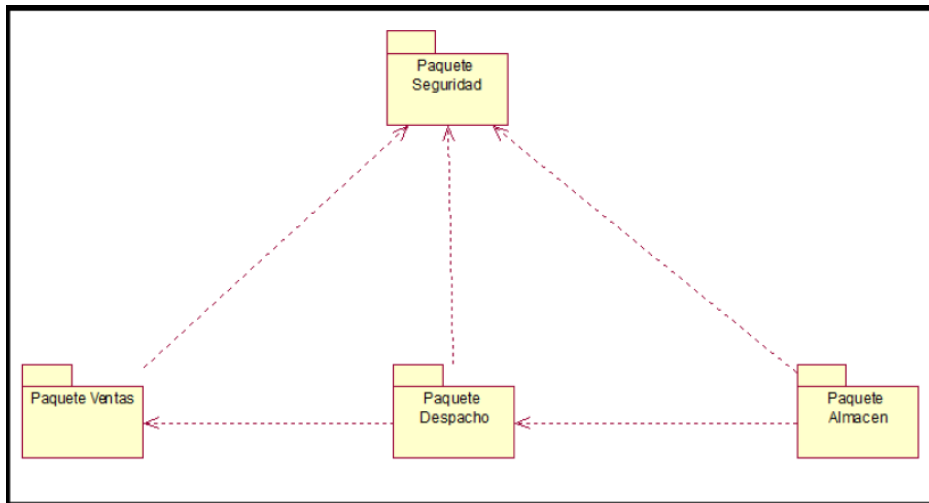 Paquete
Seguridad
Paquete Ventas
Paquete
Despacho
Paquete
Almacen